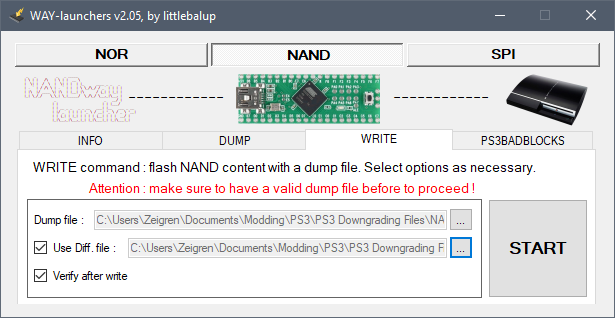 WAY-launchers v2.05, by littlebalup
NOR NAND SPI
NANDway
launcher
INFO DUMP WRITE PS3BADBLOCKS
WRITE command : flash NAND content with a dump file. Select options as necessary.
Attention : make sure to have a valid dump file before to proceed !
Dump file : C:\Users\Zeigren\Documents\Modding\PS3\PS3 Downgrading Files\NA ...
Use Diff. file : C:\Users\Zeigren\Documents\Modding\PS3\PS3 Downgrading F ...
START
Verify after write